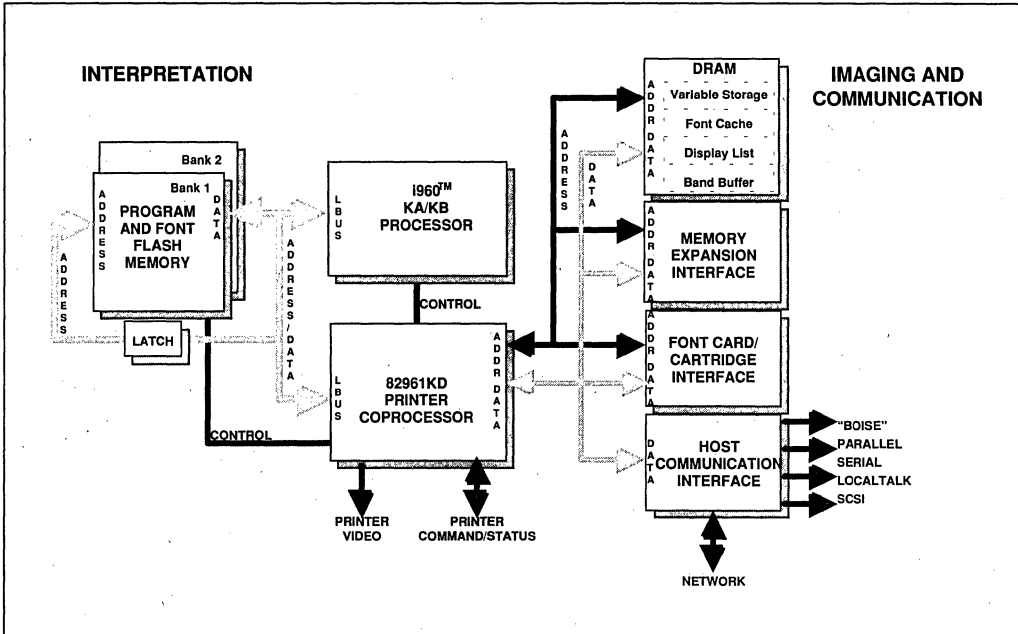 INTERPRETATION
IMAGING AND
COMMUNICATION
Bank 2
Bank 1
ADDRESS
DATA
PROGRAM
AND FONT
FLASH
MEMORY
ADDRESS
LATCH
ADDRESS/DATA
LBUS
i960™
KA/KB
PROCESSOR
CONTROL
LBUS
82961KD
PRINTER
COPROCESSOR
ADDR DATA
CONTROL
PRINTER
VIDEO
PRINTER
COMMAND/STATUS
ADDRESS
DATA
DRAM
ADDR DATA
Variable Storage
Font Cache
Display List
Band Buffer
ADDR DATA
MEMORY
EXPANSION
INTERFACE
ADDR DATA
FONT CARD/
CARTRIDGE
INTERFACE
DATA
HOST
COMMUNICATION
INTERFACE
"BOISE"
PARALLEL
SERIAL
LOCALTALK
SCSI
NETWORK